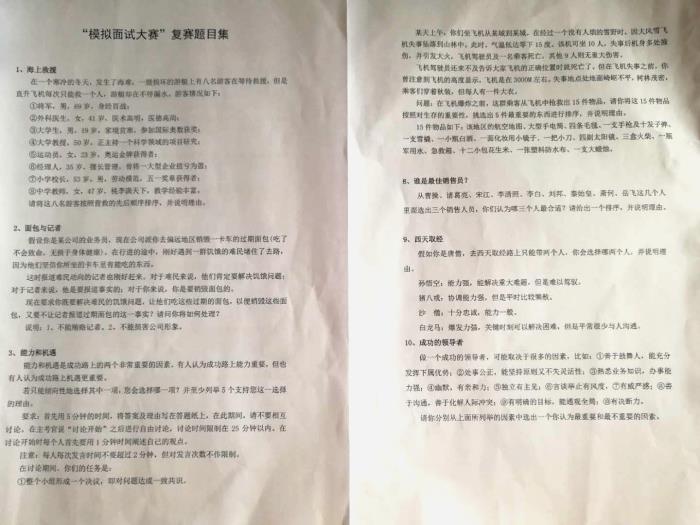 “模拟面试大赛”复赛题目集
1、海上救援
在一个寒冷的冬天，发生了海难，一艘损坏的游艇上有八名游客在等待救援，但是
直升飞机每次只能救一个人，游艇却在不停漏水。游客情况如下：
①将军，男，69岁，身经百战；
②外科医生，女，41岁，医术高明，医德高尚；
③大学生，男，19岁，家境贫寒，参加国际奥数获奖；
④大学教授，50岁，正主持一个科学领域的项目研究；
⑤运动员，女，23岁，奥运金牌获得者；
⑥经理人，35岁，擅长管理，曾将一大型企业扭亏为盈；
⑦小学校长，53岁，男，劳动模范，五一奖章获得者；
⑧中学教师，女，47岁，桃李满天下，教学经验丰富。
请将这八名游客按照营救的先后顺序排序，并说明理由。
2、面包与记者
假设你是某公司的业务员，现在公司派你去偏远地区销毁一卡车的过期面包(吃了
不会致命，无损于身体健康)。在行进的途中，刚好遇到一群饥饿的难民堵住了去路，
因为他们坚信你所坐的卡车里有能吃的东西。
这时报道难民动向的记者也刚好赶来。对于难民来说，他们肯定要解决饥饿问题；
对于记者来说，他是要报道事实的；对于你来说，你是要销毁面包的。
现在要求你既要解决难民的饥饿问题，让他们吃这些过期的面包，以便销毁这些面
包，又要不让记者报道过期面包的这一事实？请问你将如何处理？
说明：1、不能贿赂记者。2、不能损害公司形象。
3、能力和机遇
能力和机遇是成功路上的两个非常重要的因素。有人认为成功路上能力重要，但也
有人认为成功路上机遇更重要。
若只能倾向性地选择其中一项，您会选择哪一项？并至少列举5个支持您这一选择
的理由。
要求：首先用5分钟的时间，将答案及理由写在答题纸上，在此期间，请不要相互
讨论。在主考官说“讨论开始”之后进行自由讨论，讨论时间限制在25分钟以内。在
讨论开始时每个人首先要用1分钟时间阐述自己的观点。
注意：每人每次发言时间不要超过2分钟，但对发言次数不作限制。
在讨论期间，你们的任务是：
①整个小组形成一个决议，即对问题达成一致共识。
某天上午，你们坐飞机从某城到某城，在经过一个没有人烟的雪野时，因大风雪飞
机失事坠落到山林中。此时，气温低达零下15度。该机可坐10人，失事后机身多处撞
伤，并引发大火，飞机驾驶员及一名乘客死亡，其他9人则无重大伤害。
飞机驾驶员还来不及告诉大家飞机的正确位置时就死亡了，但在飞机失事之前，你
曾注意到飞机的高度显示，飞机是在3000M左右。失事地点处地面崎岖不平，树林茂密，
乘客们穿着秋装，但每人有一件大衣。
问题：在飞机爆炸之前，这群乘客从飞机中抢救出15件物品，请你将这15件物品
按照对生存的重要性，挑选出5件最重要的东西进行排序，并说明理由。
15件物品如下：该地区的航空地图、大型手电筒、四条毛毯、一支手枪及十发子弹、
一支雪撬、一小瓶白酒、一面化妆用小镜子、一把小刀、四副太阳镜、三盒火柴、一瓶
军用水、急救箱、十二小包花生米、一张塑料防水布、一支大蜡烛。
8、谁是最佳销售员？
从曹操、诸葛亮、宋江、李清照、李白、刘邦、秦始皇、萧何、岳飞这几个人
里面选出三个销售人员，你们认为哪三个人最合适？请给出一个排序，并说明理由。
9、西天取经
假如你是唐僧，去西天取经路上只能带两个人，你会选择哪两个人，并说明理
由。
孙悟空：能力强，能解决重大难题，但是难以驾驭。
猪八戒：协调能力强，但是平时比较懒散。
沙 僧：十分忠诚，能力一般。
白龙马：爆发力强，关键时刻可以解决困难，但是平常很少与人沟通。
10、成功的领导者
做一个成功的领导者，可能取决于很多的因素，比如：①善于鼓舞人，能充分
发挥下属优势；②处事公正，能坚持原则又不失灵活性；③熟悉业务知识，办事能
力强；④幽默，有亲和力；⑤独立有主见；⑥言谈举止有风度，⑦有威严感；⑧善
于沟通，善于化解人际冲突；⑨有明确的目标，能通观全局；⑩有决断力。
请你分别从上面所列举的因素中选出一个你认为最重要和最不重要的因素。